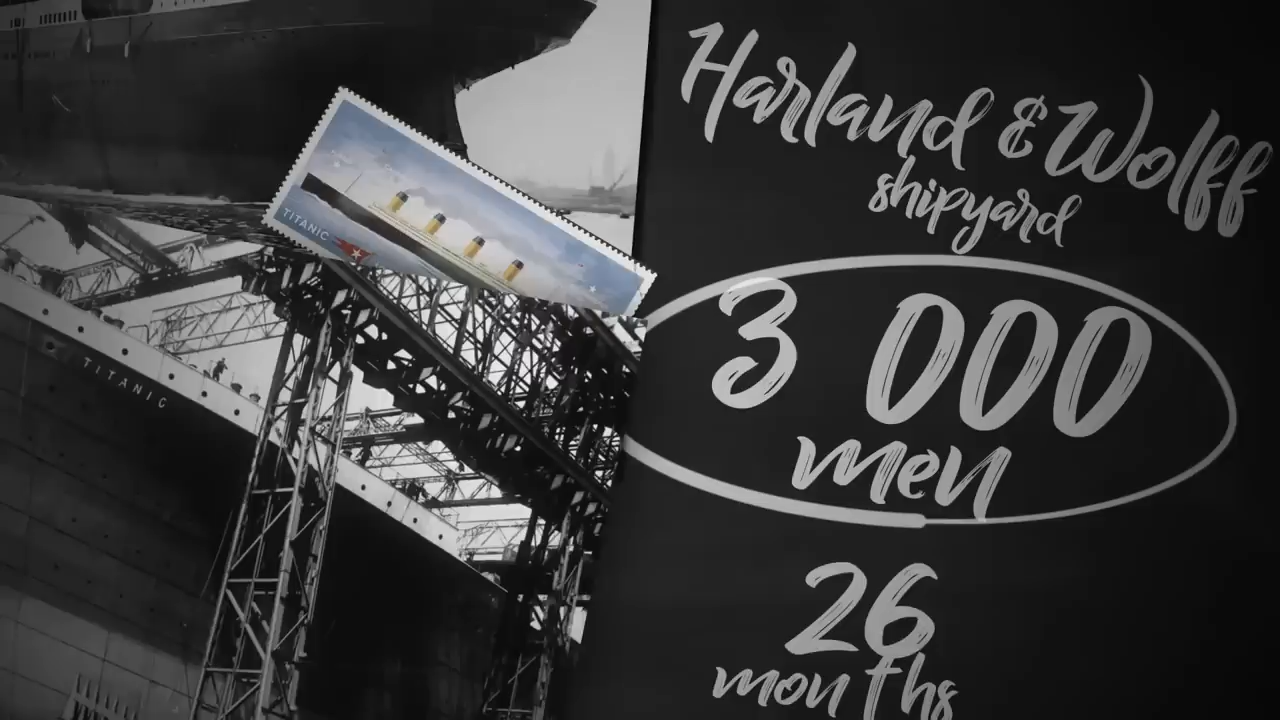 Harland & Wolff
shipyard
3 000
men
26
months
TITANIC
TITANIC